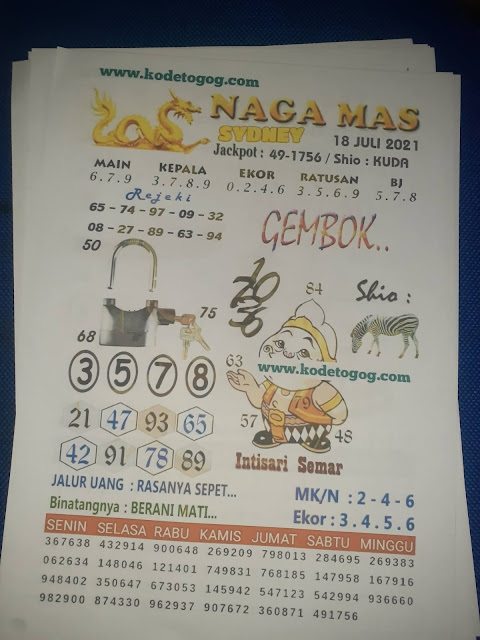 www.kodetogog.com
NAGA MAS
SYDNEY 18 JULI 2021
Jackpot : 49-1756 / Shio : KUDA
MAIN KEPALA EKOR RATUSAN BJ
6.7.9 3.7.8.9 0.2.4.6 3.5.6.9 5.7.8
Rejeki
65 - 74 - 97 - 09 - 32
08 - 27 - 89 - 63 - 94
GEMBOK..
50
75
68
84
Shio :
3 5 7 8
63
www.kodetogog.com
79
57
48
21 47 93 65
42 91 78 89
Intisari Semar
JALUR UANG : RASANYA SEPET...
Binatangnya : BERANI MATI...
MK/N : 2 - 4 - 6
Ekor : 3.4.5.6
SENIN SELASA RABU KAMIS JUMAT SABTU MINGGU
367638 432914 900648 269209 798013 284695 269383
062634 148046 121401 749831 768185 147958 167916
948402 350647 673053 145942 547123 542994 936660
982900 874330 962937 907672 360871 491756